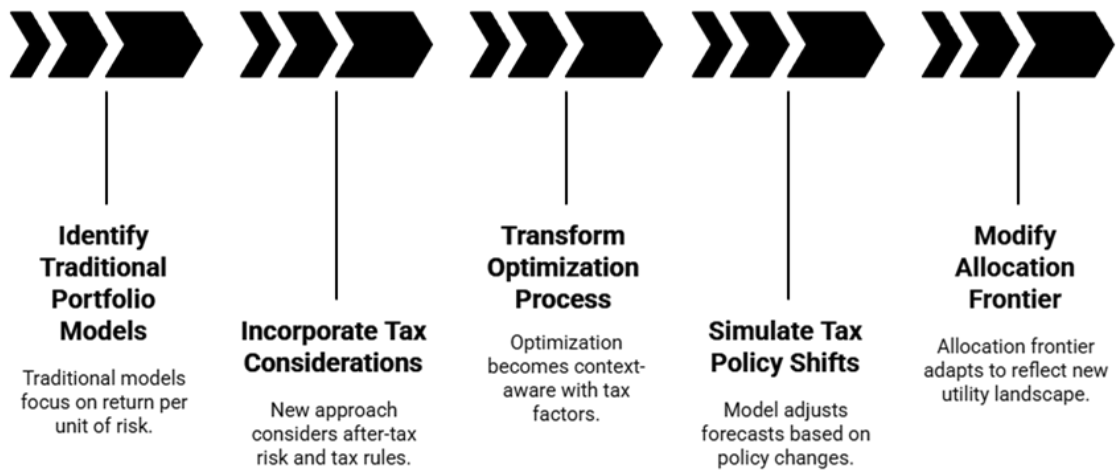 Identify
Traditional
Portfolio
Models
Traditional models
focus on return per
unit of risk.
Incorporate Tax
Considerations
New approach
considers after-tax
risk and tax rules.
Transform
Optimization
Process
Optimization
becomes context-
aware with tax
factors.
Simulate Tax
Policy Shifts
Model adjusts
forecasts based on
policy changes.
Modify
Allocation
Frontier
Allocation frontier
adapts to reflect new
utility landscape.